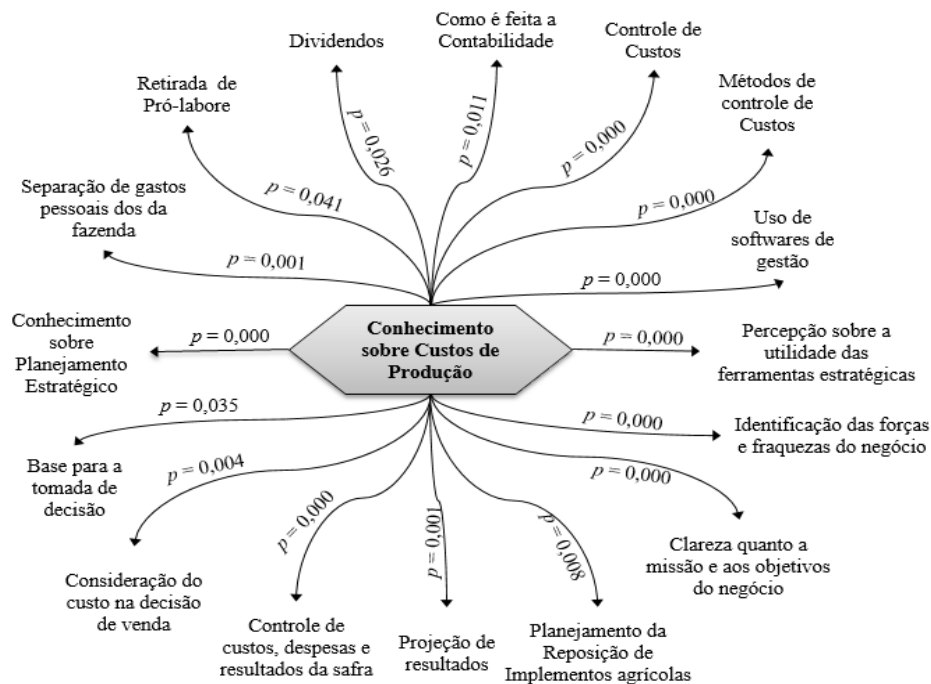 Como é feita a
Contabilidade
Dividendos
Controle de
Custos
Retirada de
Pró-labore
Métodos de
controle de
Custos
p = 0,026
p = 0,011
p = 0,000
p = 0,000
p = 0,041
Separação de gastos
pessoais dos da
fazenda
p = 0,001
Uso de
softwares de
gestão
p = 0,000
Conhecimento
sobre
Planejamento
Estratégico
p = 0,000
Conhecimento
sobre Custos de
Produção
p = 0,000
Percepção sobre a
utilidade das
ferramentas estratégicas
p = 0,035
Base para a
tomada de
decisão
p = 0,000
Identificação das forças
e fraquezas do negócio
p = 0,004
p = 0,000
p = 0,001
p = 0,008
p = 0,000
Consideração do
custo na decisão
de venda
Clareza quanto a
missão e aos objetivos
do negócio
Controle de
custos, despesas e
resultados da safra
Projeção de
resultados
Planejamento da
Reposição de
Implementos agrícolas